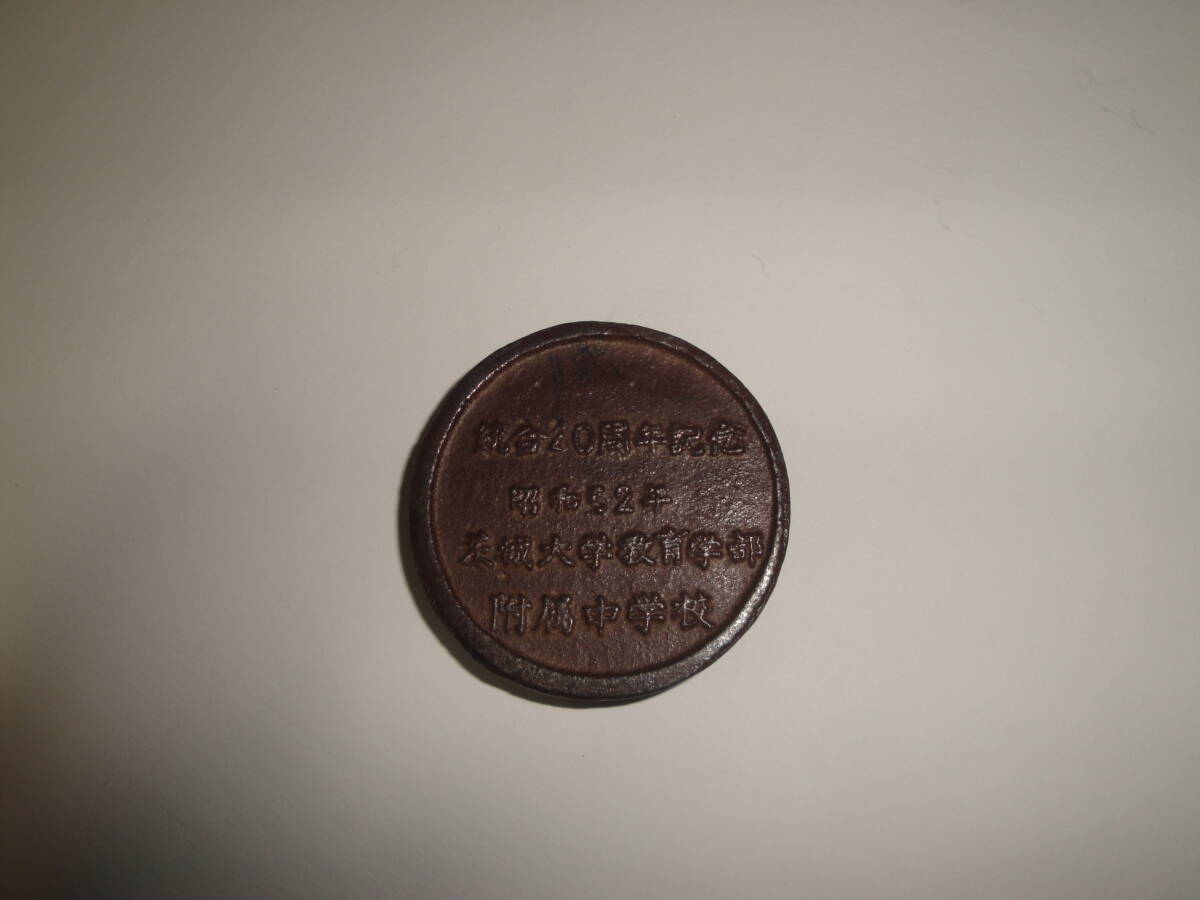 統合20周年記念
昭和52年
茨城大学教育学部
附属中学校